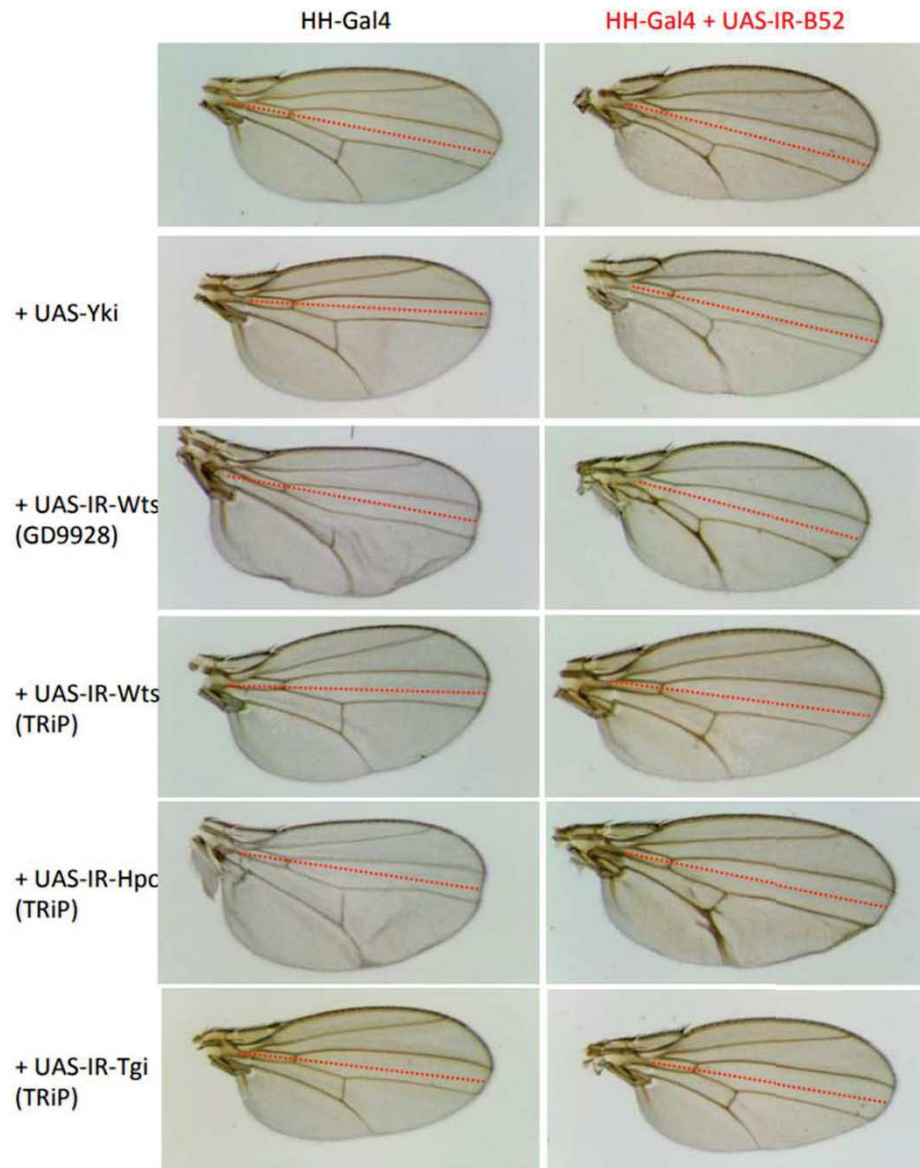 HH-Gal4
HH-Gal4 + UAS-IR-B52
+ UAS-Yki
+ UAS-IR-Wts
(GD9928)
+ UAS-IR-Wts
(TRiP)
+ UAS-IR-Hpo
(TRiP)
+ UAS-IR-Tgi
(TRiP)